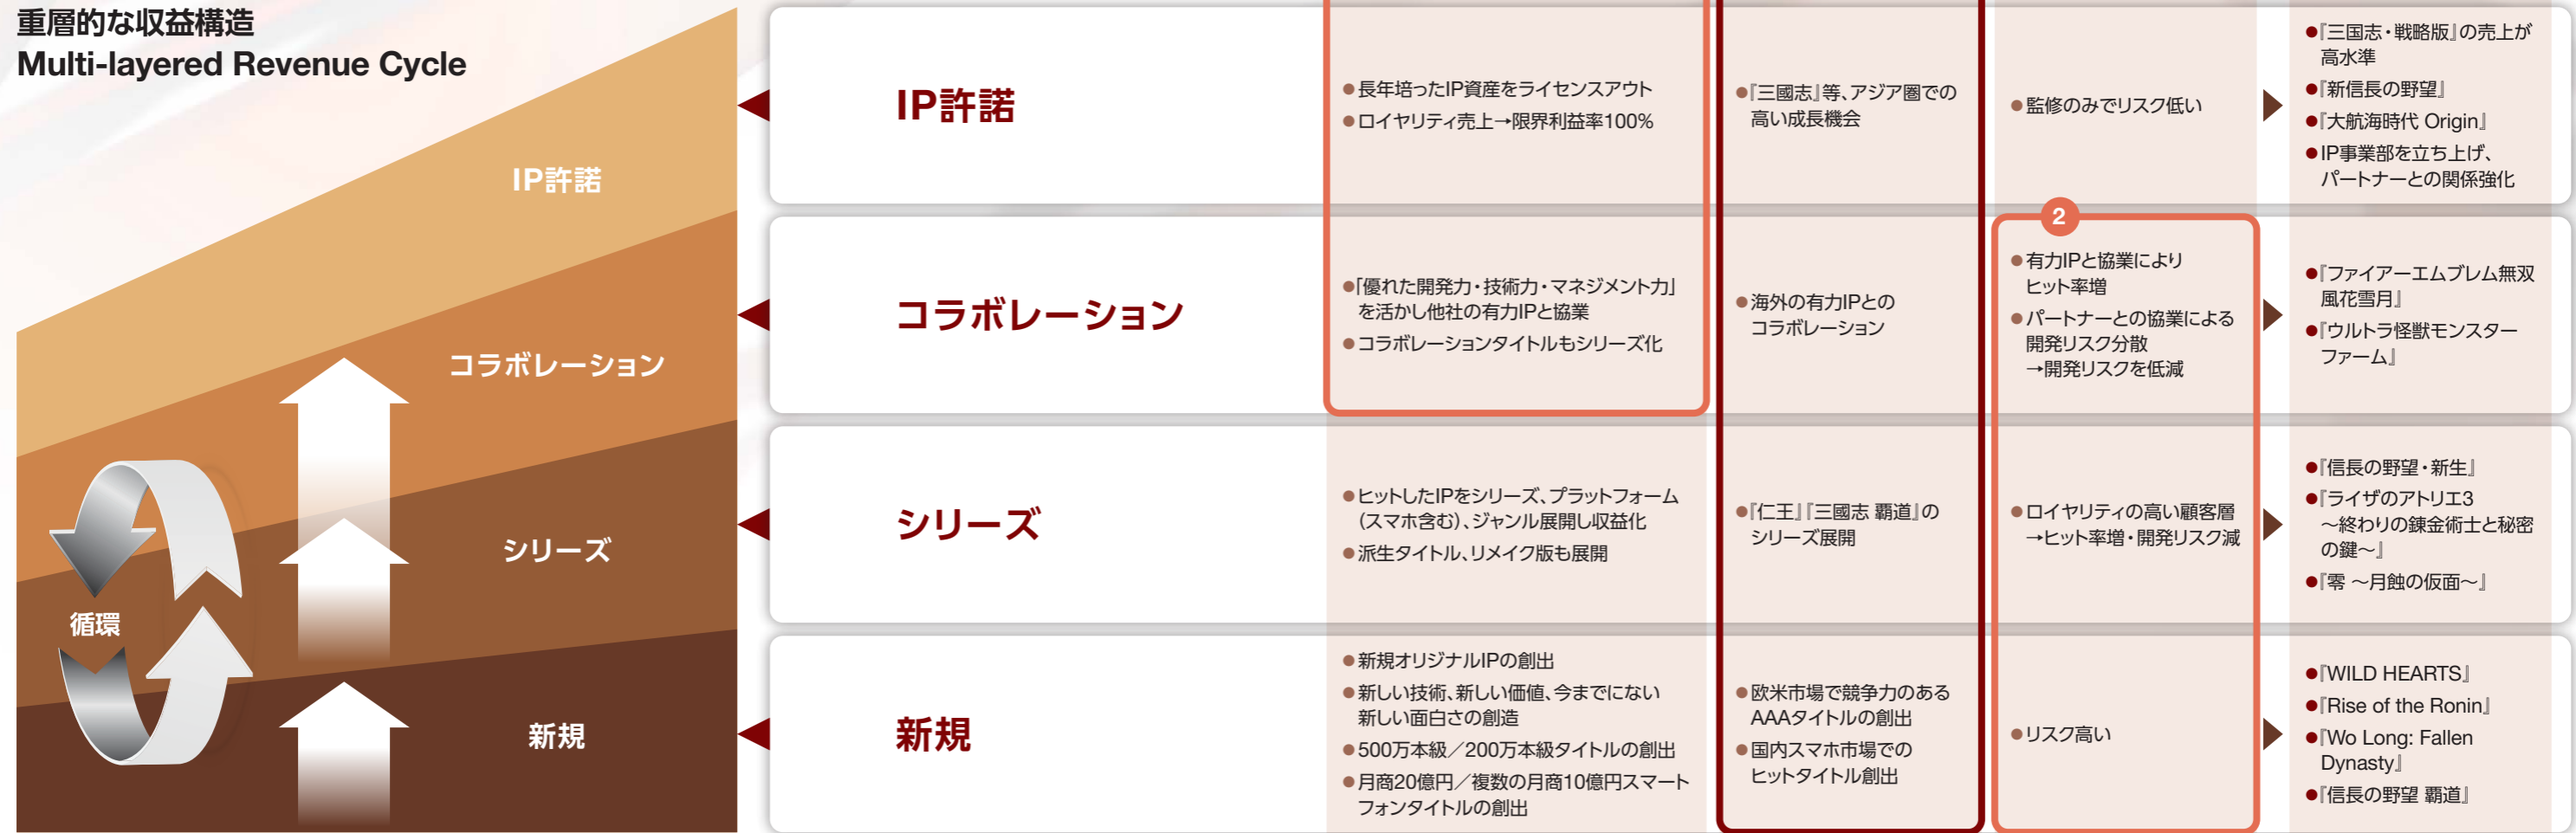 重層的な収益構造
Multi-layered Revenue Cycle
IP許諾
コラボレーション
シリーズ
新規
循環
IP許諾
●長年培ったIP資産をライセンスアウト
●ロイヤリティ売上→限界利益率100%
●『三國志』等、アジア圏での
高い成長機会
●監修のみでリスク低い
●『三国志・戦略版』の売上が
高水準
●『新信長の野望』
●『大航海時代 Origin』
●IP事業部を立ち上げ、
パートナーとの関係強化
コラボレーション
●「優れた開発力・技術力・マネジメント力」
を活かし他社の有力IPと協業
●コラボレーションタイトルもシリーズ化
●海外の有力IPとの
コラボレーション
2
●有力IPと協業により
ヒット率増
●パートナーとの協業による
開発リスク分散
→開発リスクを低減
●『ファイアーエムブレム無双
風花雪月』
●『ウルトラ怪獣モンスター
ファーム』
シリーズ
●ヒットしたIPをシリーズ、プラットフォーム
(スマホ含む)、ジャンル展開し収益化
●派生タイトル、リメイク版も展開
●『仁王』『三國志 覇道』の
シリーズ展開
●ロイヤリティの高い顧客層
→ヒット率増・開発リスク減
●『信長の野望・新生』
●『ライザのアトリエ3
～終わりの錬金術士と秘密
の鍵～』
●『零 ～月蝕の仮面～』
新規
●新規オリジナルIPの創出
●新しい技術、新しい価値、今までにない
新しい面白さの創造
●500万本級／200万本級タイトルの創出
●月商20億円／複数の月商10億円スマート
フォンタイトルの創出
●欧米市場で競争力のある
AAAタイトルの創出
●国内スマホ市場での
ヒットタイトル創出
●リスク高い
●『WILD HEARTS』
●『Rise of the Ronin』
●『Wo Long: Fallen
Dynasty』
●『信長の野望 覇道』